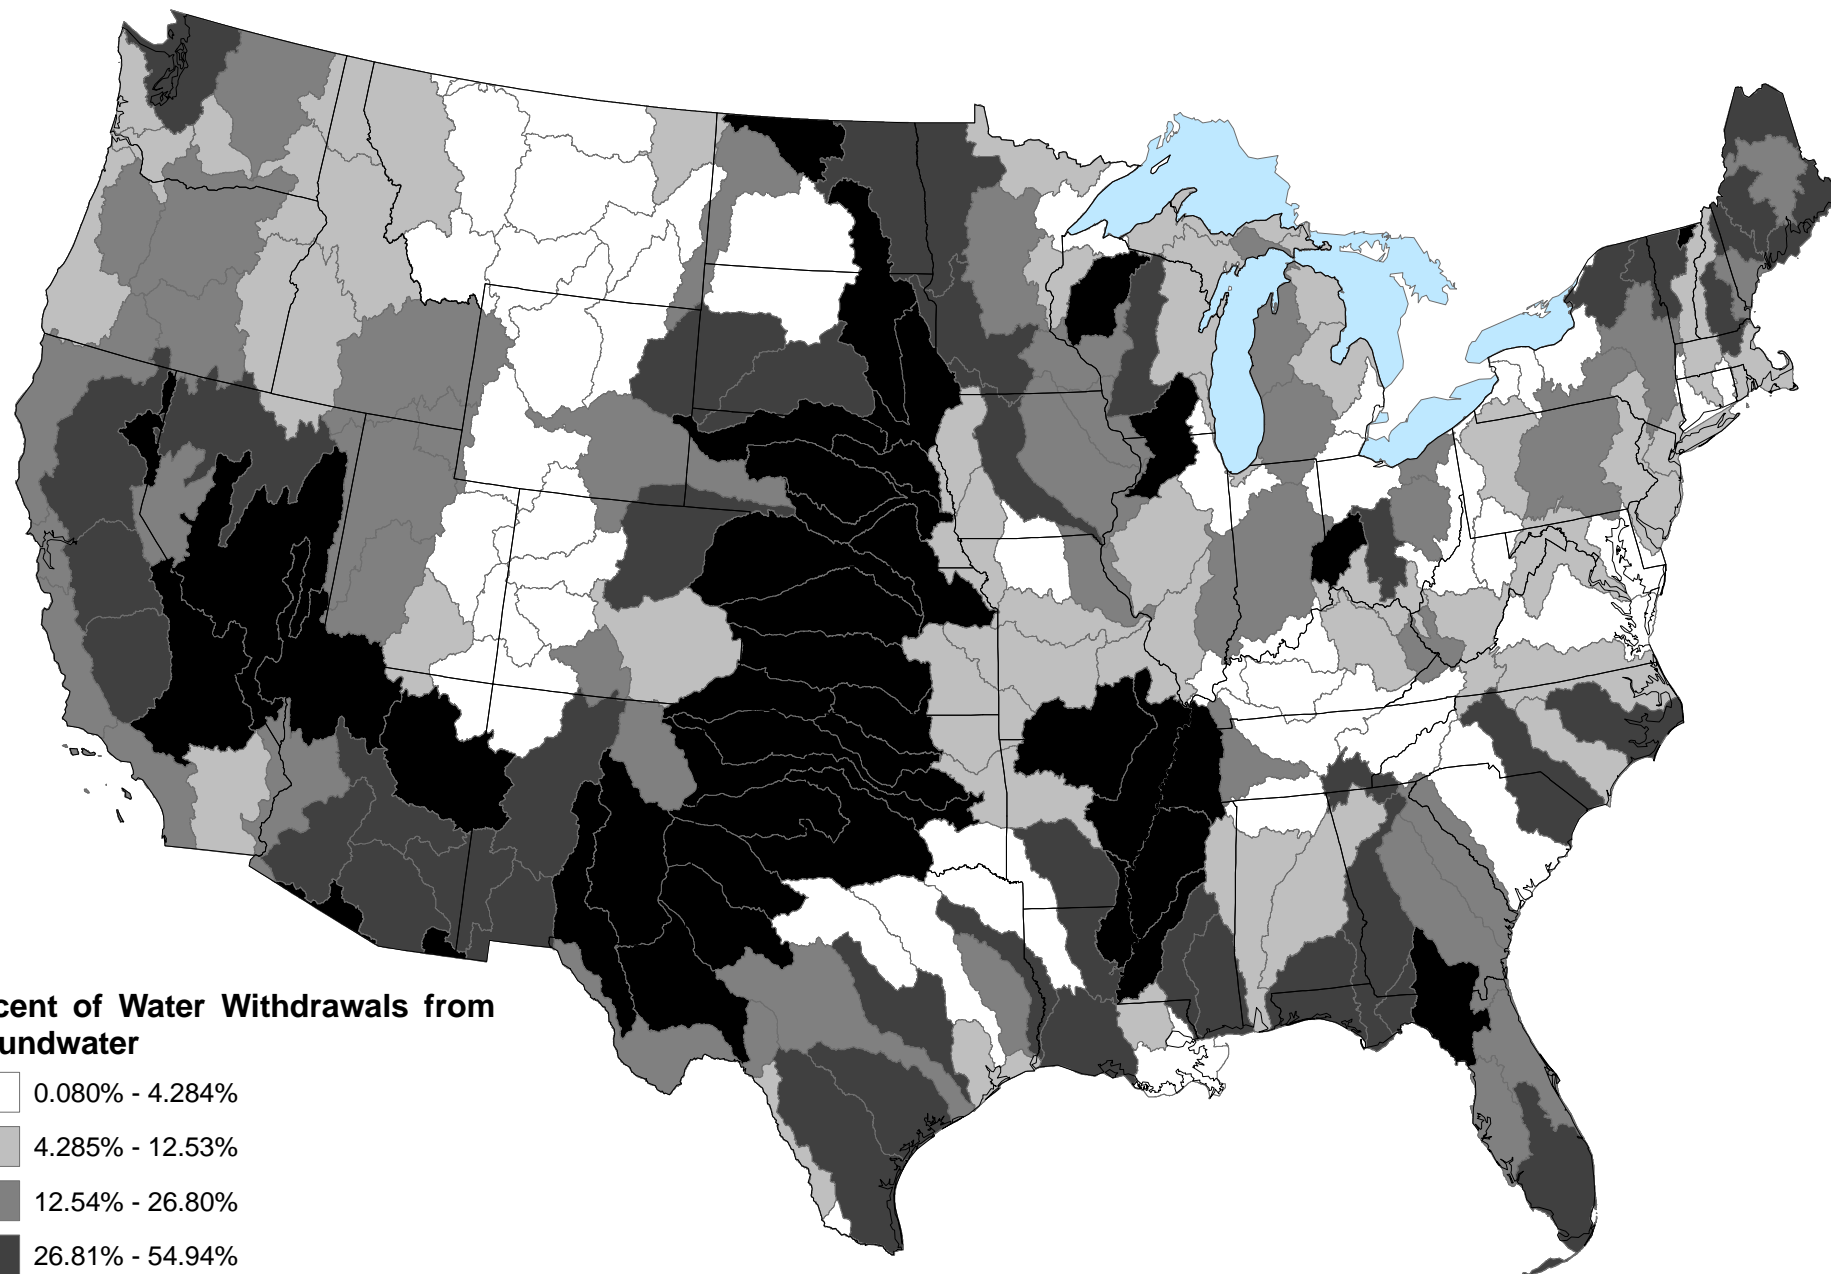 cent of Water Withdrawals from
undwater
0.080% - 4.284%
4.285% - 12.53%
12.54% - 26.80%
26.81% - 54.94%